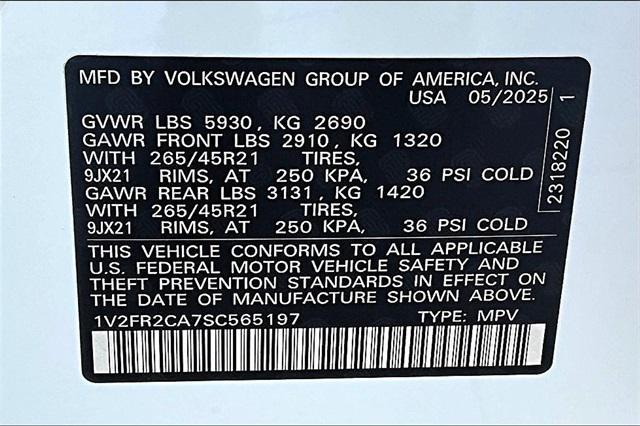 MFD BY VOLKSWAGEN GROUP OF AMERICA, INC.
USA 05/2025
GVWR LBS 5930, KG 2690
GAWR FRONT LBS 2910, KG 1320
WITH 265/45R21 TIRES,
9JX21 RIMS, AT 250 KPA, 36 PSI COLD
GAWR REAR LBS 3131, KG 1420
WITH 265/45R21 TIRES,
9JX21 RIMS, AT 250 KPA, 36 PSI COLD
THIS VEHICLE CONFORMS TO ALL APPLICABLE
U.S. FEDERAL MOTOR VEHICLE SAFETY AND
THEFT PREVENTION STANDARDS IN EFFECT ON
THE DATE OF MANUFACTURE SHOWN ABOVE.
1V2FR2CA7SC565197 TYPE: MPV
2318220 1